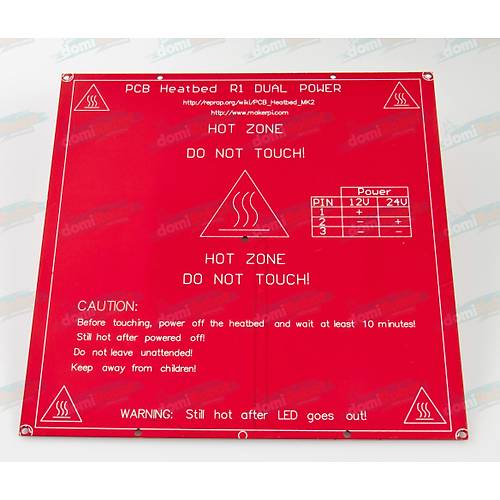 PCB Heatbed R1 DUAL POWER
http://reprap.org/wiki/PCB_Heatbed_MK2
http://www.makerpi.com
HOT ZONE
DO NOT TOUCH!
Power
PIN 12V 24V
1 + 
2 - +
3 - -
HOT ZONE
DO NOT TOUCH!
CAUTION:
Before touching, power off the heatbed and wait at least 10 minutes!
Still hot after powered off!
Do not leave unattended!
Keep away from children!
WARNING: Still hot after LED goes out!
domi